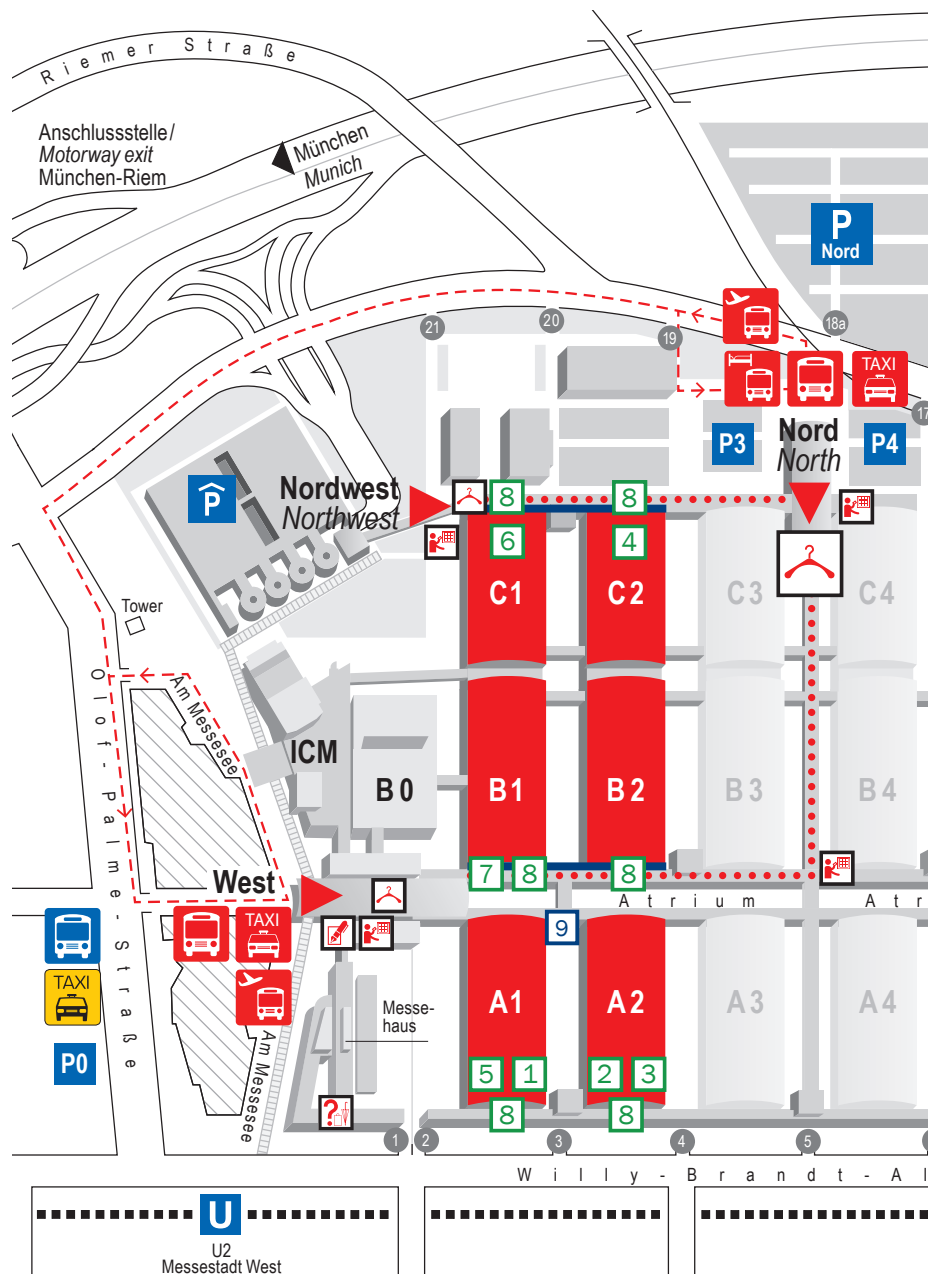 Riemer Straße
Anschlussstelle/
Motorway exit
München-Riem
München
Munich
P
Nord
21
20
19
18a
17
TAXI
P3
Nord
North
P4
P
Nordwest
Northwest
8
8
6
4
C1
C2
C3
C4
Tower
Olof-Palme-Straße
Am Messesee
ICM
B0
B1
B2
B3
B4
West
7
8
8
Atrium
Atr
9
TAXI
TAXI
A1
A2
A3
A4
Messe-
haus
P0
Am Messesee
5
1
2
3
?
8
8
1
2
3
4
5
Willy-Brandt-Al
U
U2
Messestadt West